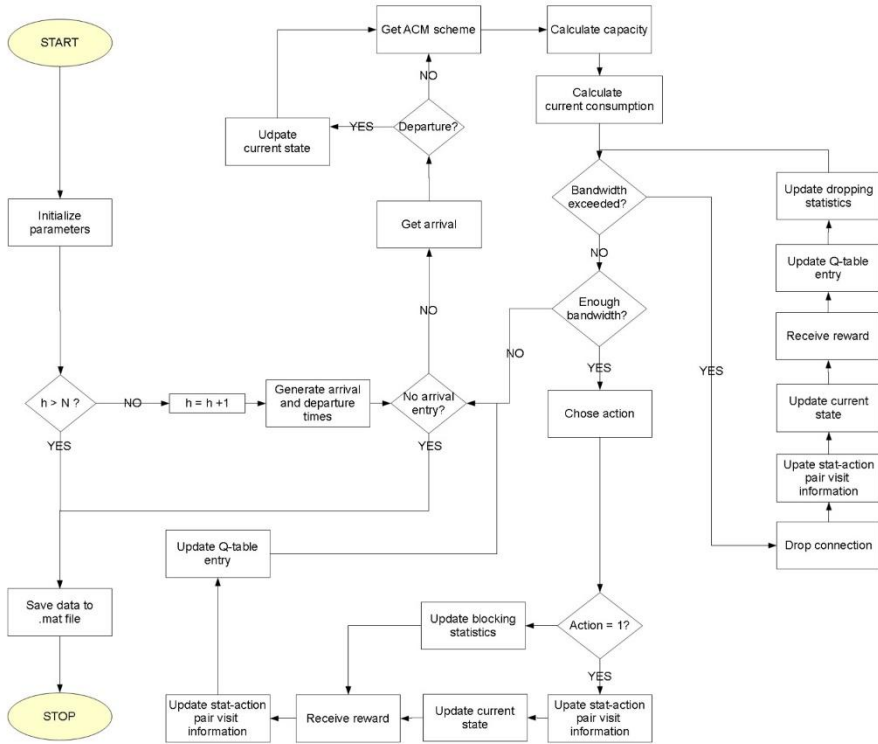 START
Initialize
parameters
h > N ?
YES
NO
h = h +1
Generate arrival
and departure
times
No arrival
entry?
NO
YES
Get arrival
Departure?
YES
NO
Udpate
current state
Get ACM scheme
Calculate capacity
Calculate
current consumption
Bandwidth
exceeded?
NO
YES
Enough
bandwidth?
NO
YES
Chose action
Action = 1?
YES
Update blocking
statistics
Upate stat-action
pair visit
information
Update current
state
Receive reward
Update stat-action
pair visit
information
Update Q-table
entry
Drop connection
Upate stat-action
pair visit
information
Update current
state
Receive reward
Update Q-table
entry
Update dropping
statistics
Save data to
.mat file
STOP